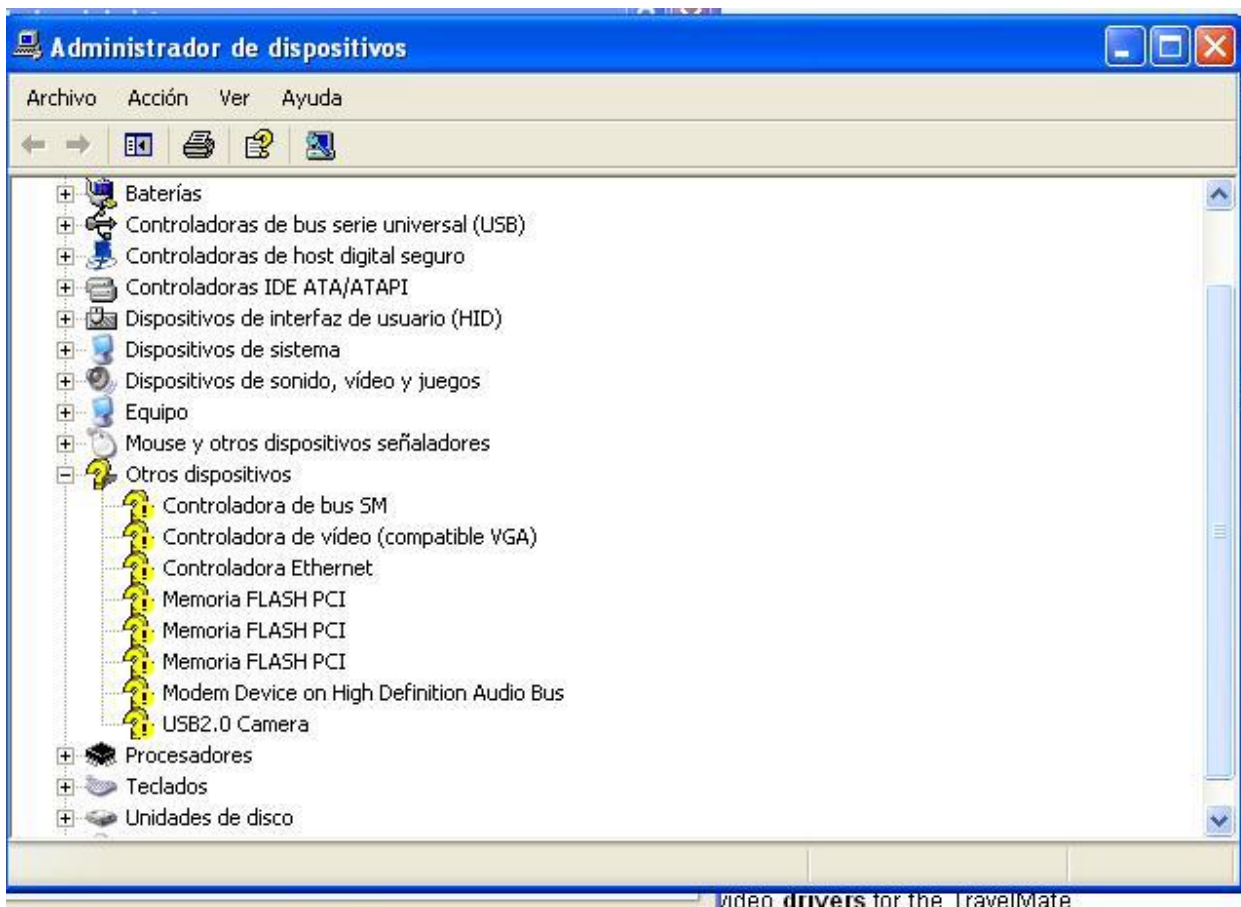 Administrador de dispositivos
Archivo Acción Ver Ayuda
Baterías
Controladoras de bus serie universal (USB)
Controladoras de host digital seguro
Controladoras IDE ATA/ATAPI
Dispositivos de interfaz de usuario (HID)
Dispositivos de sistema
Dispositivos de sonido, vídeo y juegos
Equipo
Mouse y otros dispositivos señaladores
Otros dispositivos
Controladora de bus SM
Controladora de vídeo (compatible VGA)
Controladora Ethernet
Memoria FLASH PCI
Memoria FLASH PCI
Memoria FLASH PCI
Modem Device on High Definition Audio Bus
USB2.0 Camera
Procesadores
Teclados
Unidades de disco
video drivers for the TravelMate